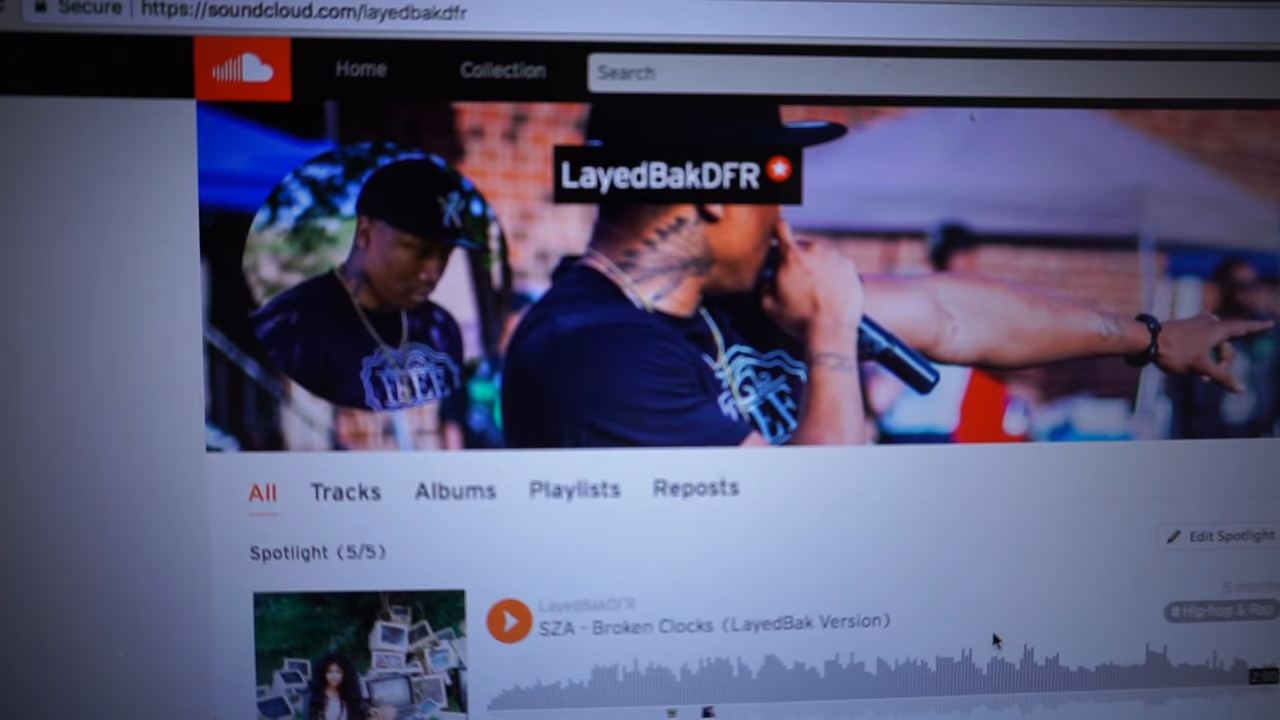 Secure https://soundcloud.com/layedbakdfr
Home Collection Search
LayedBakDFR
All Tracks Albums Playlists Reposts
Spotlight (5/5)
Edit Spotlight
LayedBakDFR
SZA - Broken Clocks (LayedBak Version)
#Hip-hop & Rap